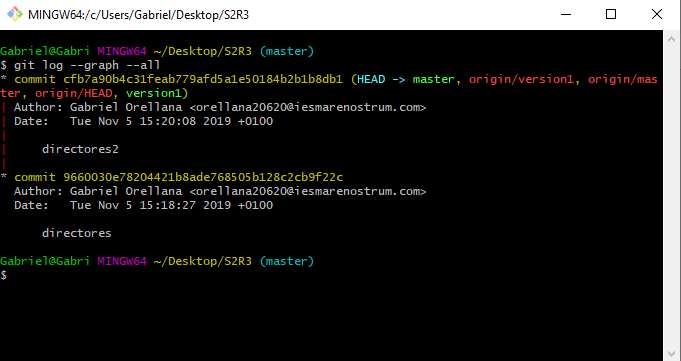 MINGW64:/c/Users/Gabriel/Desktop/S2R3
Gabriel@Gabri MINGW64 ~/Desktop/S2R3 (master)
$ git log --graph --all
* commit cfb7a90b4c31feab779afd5a1e50184b2b1b8db1 (HEAD -> master, origin/version1, origin/mas
ter, origin/HEAD, version1)
| Author: Gabriel Orellana <orellana20620@iesmarenostrum.com>
| Date:   Tue Nov 5 15:20:08 2019 +0100
|
|     directores2
|
* commit 9660030e78204421b8ade768505b128c2cb9f22c
  Author: Gabriel Orellana <orellana20620@iesmarenostrum.com>
  Date:   Tue Nov 5 15:18:27 2019 +0100
      directores
Gabriel@Gabri MINGW64 ~/Desktop/S2R3 (master)
$